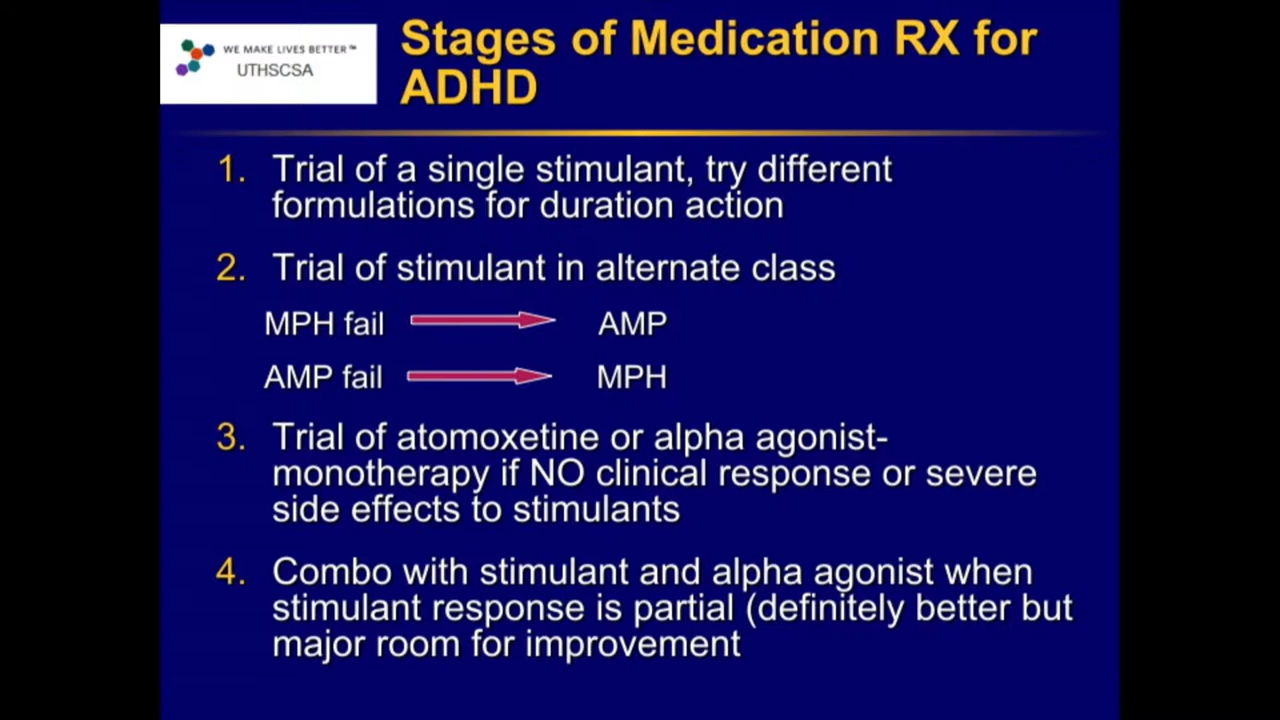 WE MAKE LIVES BETTER™
UTHSCSA
Stages of Medication RX for
ADHD
1. Trial of a single stimulant, try different
formulations for duration action
2. Trial of stimulant in alternate class
MPH fail AMP
AMP fail MPH
3. Trial of atomoxetine or alpha agonist-
monotherapy if NO clinical response or severe
side effects to stimulants
4. Combo with stimulant and alpha agonist when
stimulant response is partial (definitely better but
major room for improvement